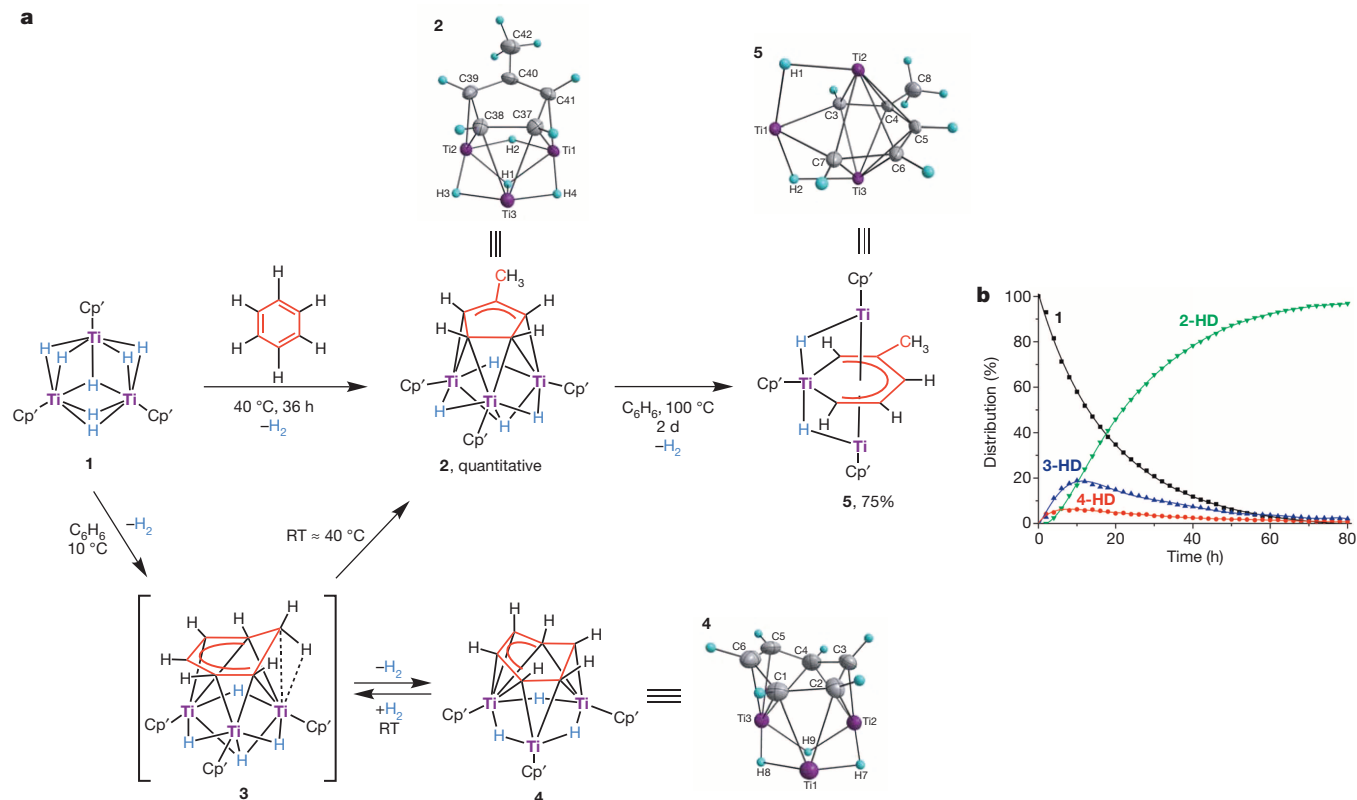 a
2
C42
C39
C40
C41
C38
C37
Ti2
H2
Ti1
H1
H3
H4
Ti3
5
Ti2
H1
C8
C3
C4
Ti1
C5
C7
C6
H2
Ti3
Cp′
Ti
H
H
H
H
H
Ti
H
H
Ti
Cp′
Cp′
1
H
H
H
H
H
H
40 °C, 36 h
–H2
CH3
H
H
H
H
H
Ti
Ti
Ti
Cp′
Cp′
H
H
H
Cp′
2, quantitative
C6H6, 100 °C
2 d
–H2
Cp′
Ti
H
H
CH3
Cp′
Ti
H
H
H
H
Ti
Cp′
5, 75%
b
100
80
60
40
20
0
Distribution (%)
1
2-HD
3-HD
4-HD
0
20
40
60
80
Time (h)
C6H6
10 °C
–H2
RT ≈ 40 °C
H
H
H
H
H
H
H
Ti
Ti
Ti
Cp′
Cp′
H
H
H
Cp′
3
–H2
+H2
RT
H
H
H
H
H
H
Ti
H
Ti
Cp′
Cp′
H
H
Ti
Cp′
4
4
C6
C5
C4
C3
C1
C2
Ti3
Ti2
H9
H8
H7
Ti1